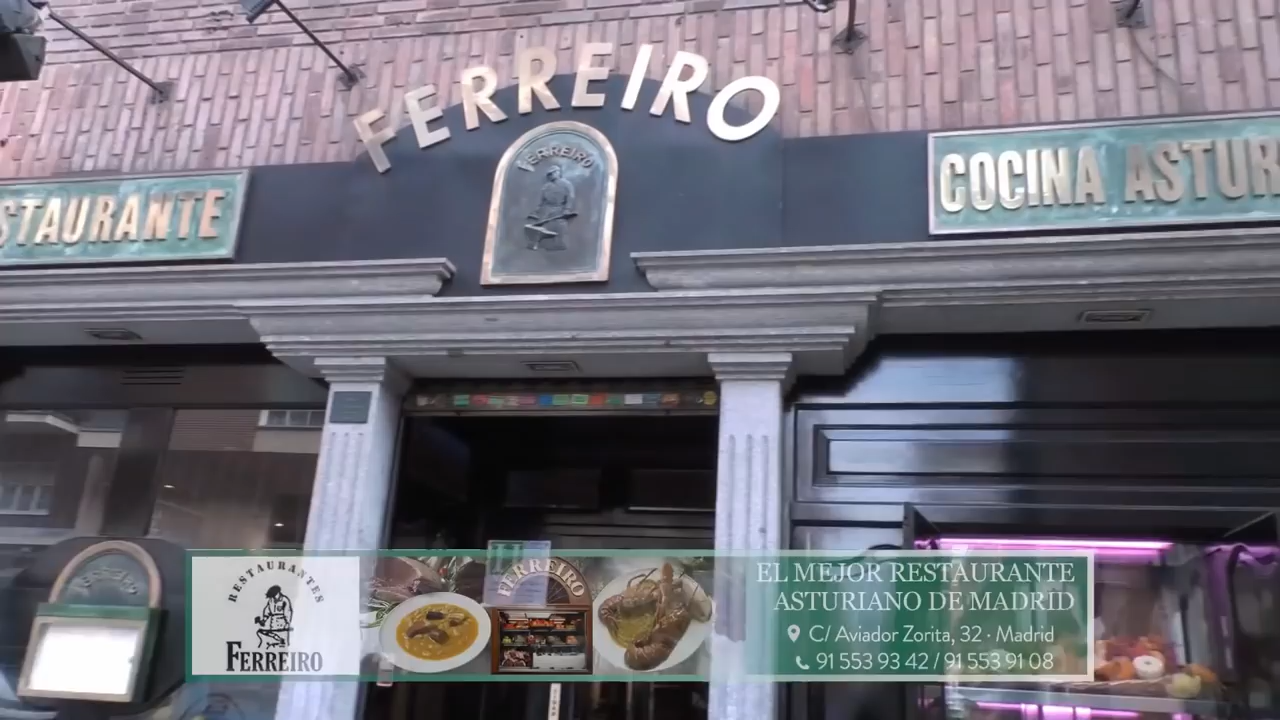 FERREIRO
FERREIRO
STAURANTE
COCINA ASTUR
RESTAURANTES
FERREIRO
FERREIRO
EL MEJOR RESTAURANTE
ASTURIANO DE MADRID
C/ Aviador Zorita, 32 · Madrid
91 553 93 42 / 91 553 91 08